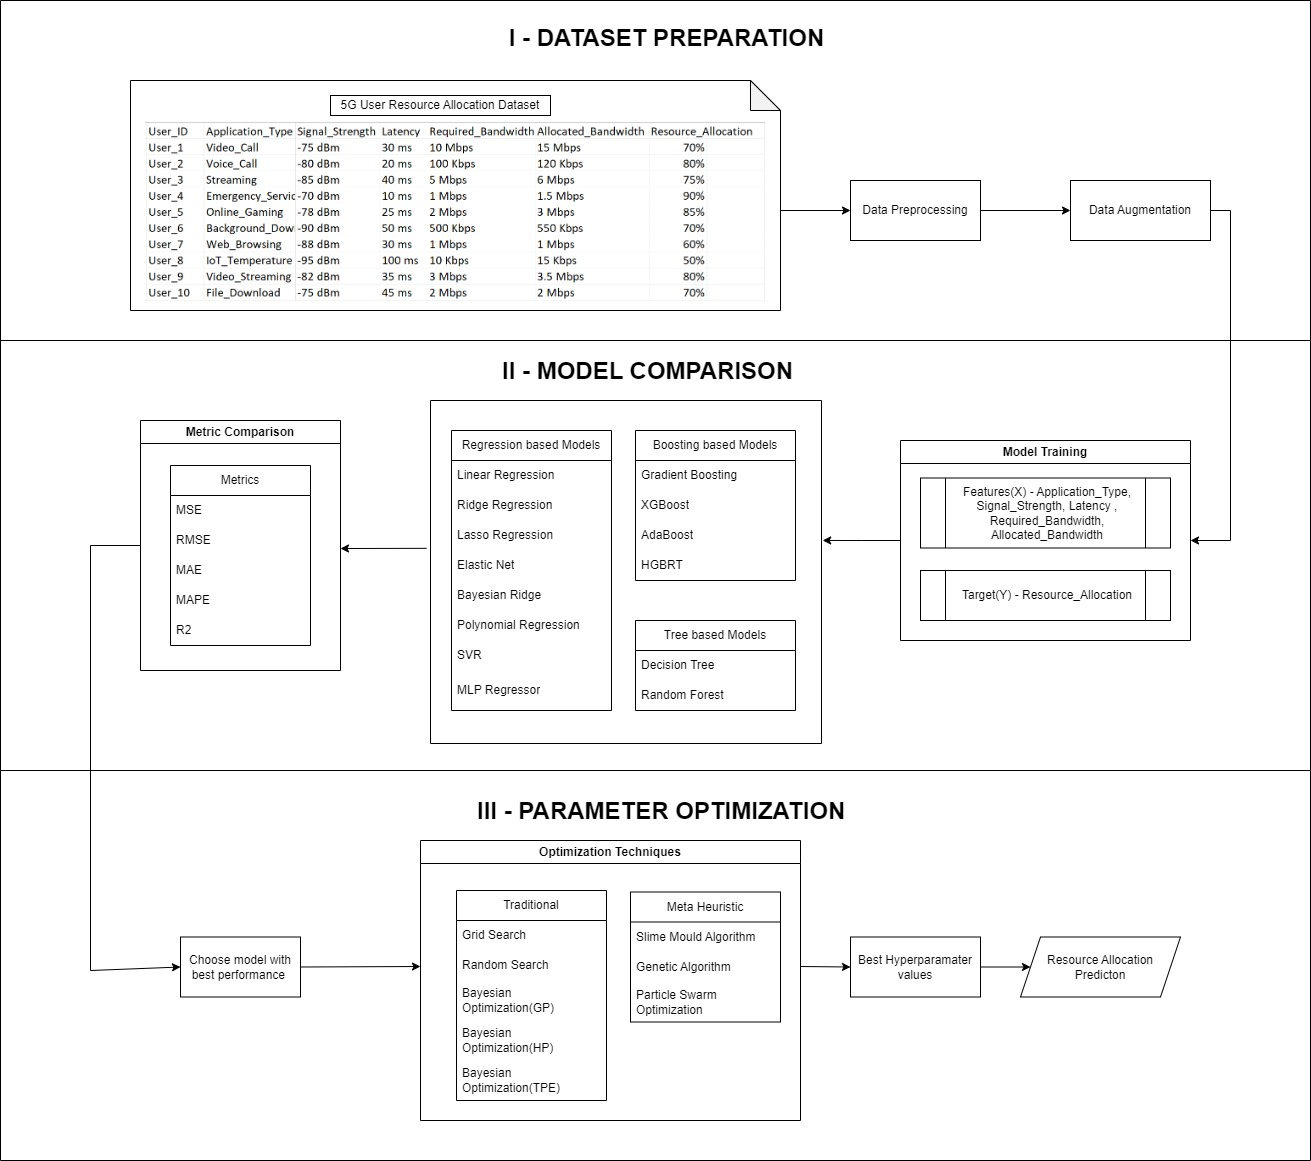 I - DATASET PREPARATION
5G User Resource Allocation Dataset
User_ID Application_Type Signal_Strength Latency Required_Bandwidth Allocated_Bandwidth Resource_Allocation
User_1 Video_Call -75 dBm 30 ms 10 Mbps 15 Mbps 70%
User_2 Voice_Call -80 dBm 20 ms 100 Kbps 120 Kbps 80%
User_3 Streaming -85 dBm 40 ms 5 Mbps 6 Mbps 75%
User_4 Emergency_Servic -70 dBm 10 ms 1 Mbps 1.5 Mbps 90%
User_5 Online_Gaming -78 dBm 25 ms 2 Mbps 3 Mbps 85%
User_6 Background_Dow -90 dBm 50 ms 500 Kbps 550 Kbps 70%
User_7 Web_Browsing -88 dBm 30 ms 1 Mbps 1 Mbps 60%
User_8 IoT_Temperature -95 dBm 100 ms 10 Kbps 15 Kbps 50%
User_9 Video_Streaming -82 dBm 35 ms 3 Mbps 3.5 Mbps 80%
User_10 File_Download -75 dBm 45 ms 2 Mbps 2 Mbps 70%
Data Preprocessing
Data Augmentation
II - MODEL COMPARISON
Model Training
Features(X) - Application_Type,
Signal_Strength, Latency ,
Required_Bandwidth,
Allocated_Bandwidth
Target(Y) - Resource_Allocation
Regression based Models
Linear Regression
Ridge Regression
Lasso Regression
Elastic Net
Bayesian Ridge
Polynomial Regression
SVR
MLP Regressor
Boosting based Models
Gradient Boosting
XGBoost
AdaBoost
HGBRT
Tree based Models
Decision Tree
Random Forest
Metric Comparison
Metrics
MSE
RMSE
MAE
MAPE
R2
III - PARAMETER OPTIMIZATION
Choose model with
best performance
Optimization Techniques
Traditional
Grid Search
Random Search
Bayesian
Optimization(GP)
Bayesian
Optimization(HP)
Bayesian
Optimization(TPE)
Meta Heuristic
Slime Mould Algorithm
Genetic Algorithm
Particle Swarm
Optimization
Best Hyperparamater
values
Resource Allocation
Predicton